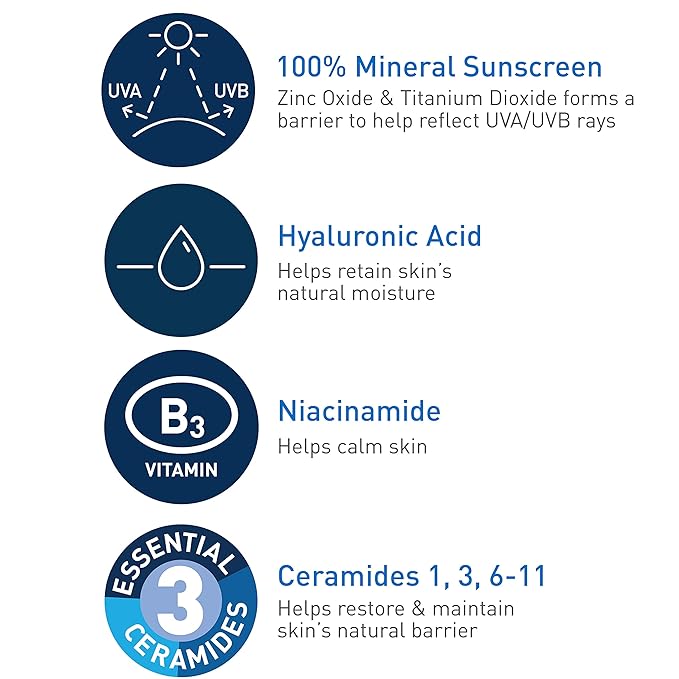 UVA
UVB
100% Mineral Sunscreen
Zinc Oxide & Titanium Dioxide forms a
barrier to help reflect UVA/UVB rays
Hyaluronic Acid
Helps retain skin's
natural moisture
B3
VITAMIN
Niacinamide
Helps calm skin
ESSENTIAL
3
CERAMIDES
Ceramides 1, 3, 6-11
Helps restore & maintain
skin's natural barrier